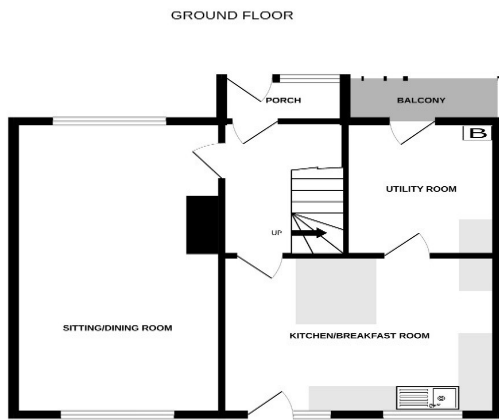 GROUND FLOOR
PORCH
BALCONY
B
UTILITY ROOM
UP
SITTING/DINING ROOM
KITCHEN/BREAKFAST ROOM